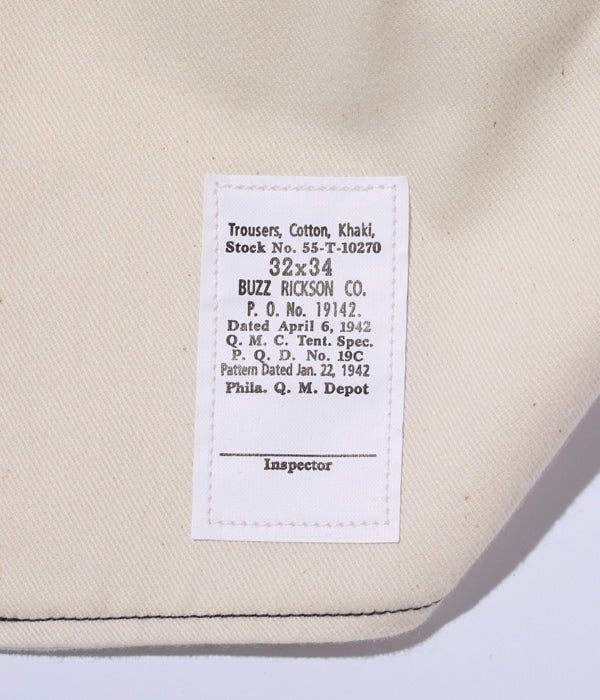 Trousers, Cotton, Khaki,
Stock No. 55-T-10270
32x34
BUZZ RICKSON CO.
P. O. No. 19142.
Dated April 6, 1942
Q. M. C. Tent. Spec.
P. Q. D. No. 19C
Pattern Dated Jan. 22, 1942
Phila. Q. M. Depot
Inspector